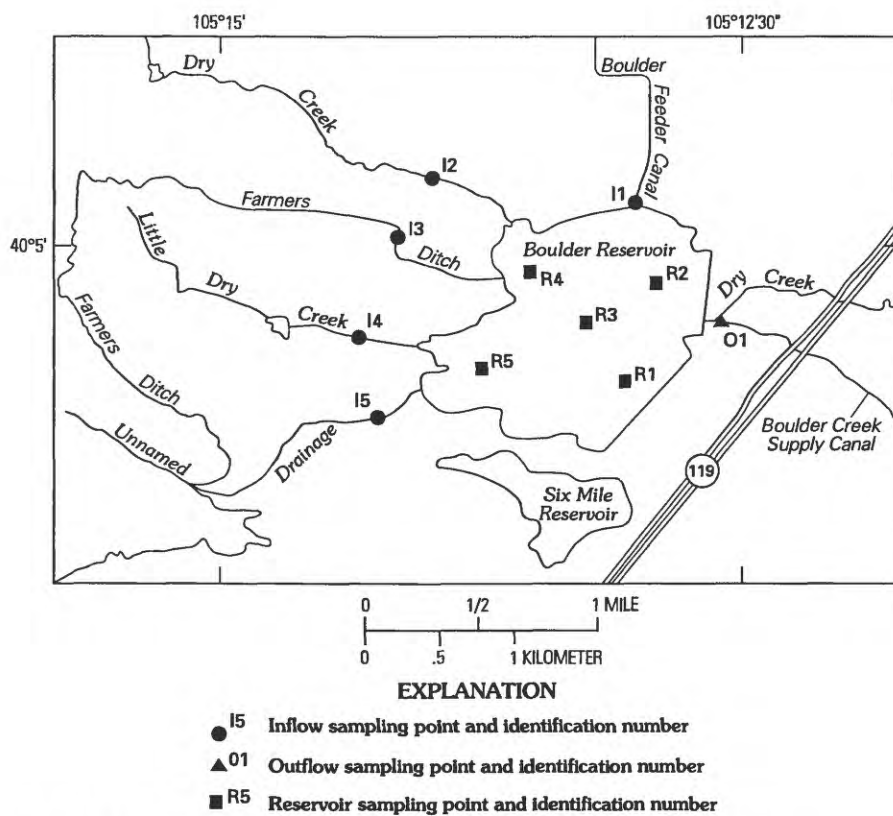 105°15'
105°12'30"
Dry
Creek
Boulder
Feeder
Canal
I2
I1
Farmers
I3
Ditch
40°5'
Little
Dry
Creek
I4
Boulder Reservoir
R4
R2
R3
R5
R1
Dry
Creek
O1
Farmers
Ditch
Unnamed
Drainage
I5
Boulder Creek
Supply Canal
119
Six Mile
Reservoir
0 1/2 1 MILE
0 .5 1 KILOMETER
EXPLANATION
I5 Inflow sampling point and identification number
O1 Outflow sampling point and identification number
R5 Reservoir sampling point and identification number